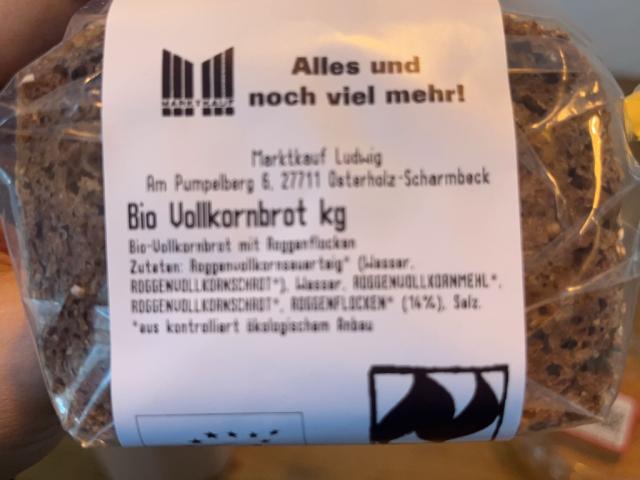 Alles und
noch viel mehr!
MARKTKAUF
Marktkauf Ludwig
Am Pumpelberg 6, 27711 Osterholz-Scharmbeck
Bio Vollkornbrot kg
Bio-Vollkornbrot mit Roggenflocken
Zutaten: Roggenvollkornsauerteig* (Wasser,
ROGGENVOLLKORNSCHROT*), Wasser, ROGGENVOLLKORNMEHL*,
ROGGENVOLLKORNSCHROT*, ROGGENFLOCKEN* (14%), Salz.
*aus kontrolliert ökologischem Anbau